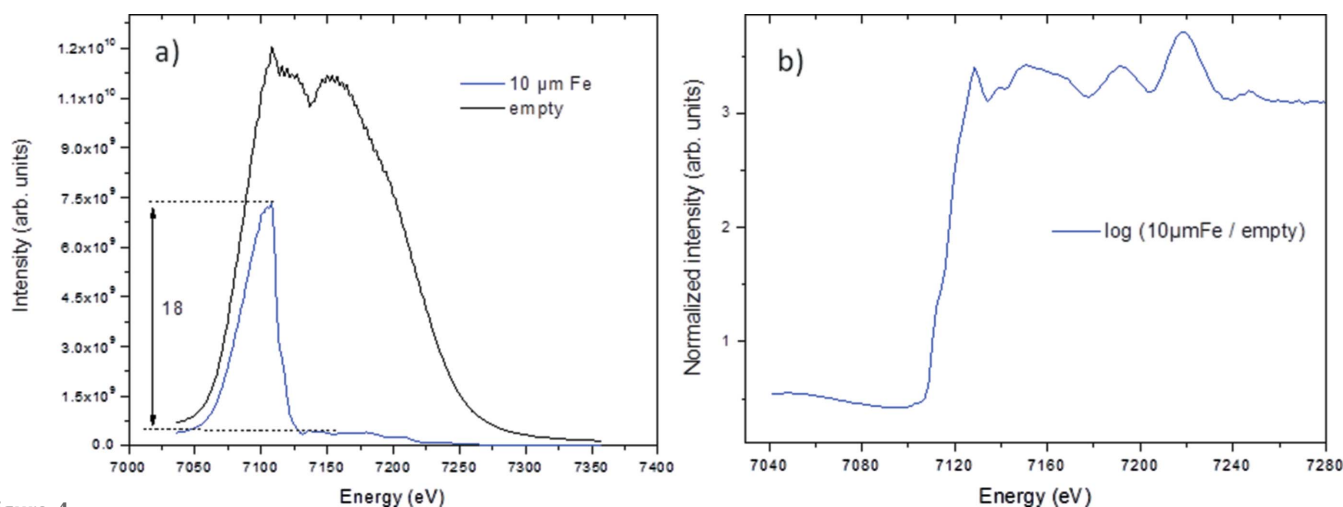 a)
1.2x10¹⁰
1.1x10¹⁰
9.0x10⁹
7.5x10⁹
6.0x10⁹
4.5x10⁹
3.0x10⁹
1.5x10⁹
0.0
Intensity (arb. units)
10 µm Fe
empty
18
7000 7050 7100 7150 7200 7250 7300 7350 7400
Energy (eV)
b)
3
2
1
Normalized intensity (arb. units)
log (10µmFe / empty)
7040 7080 7120 7160 7200 7240 7280
Energy (eV)